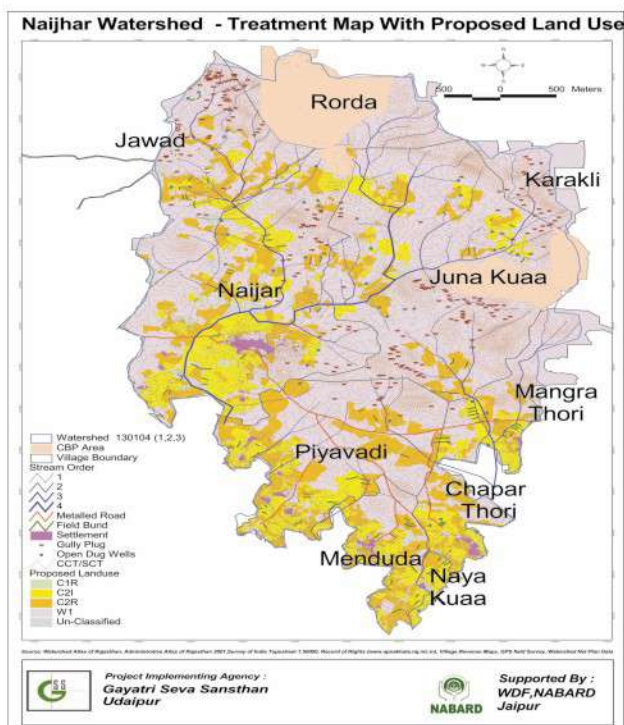 Naijhar Watershed - Treatment Map With Proposed Land Use
500 0 500 Meters
Rorda
Jawad
Karakli
Juna Kuaa
Naijar
Mangra
Thori
Piyavadi
Chapar
Thori
Menduda
Naya
Kuaa
Watershed 130104 (1,2,3)
CBP Area
Village Boundary
Stream Order
1
2
3
4
Metalled Road
Field Bund
Settlement
Gully Plug
Open Dug Wells
CCT/SCT
Proposed Landuse
C1R
C2I
C2R
W1
Un-Classified
Project Implementing Agency :
Gayatri Seva Sansthan
Udaipur
NABARD
Supported By :
WDF,NABARD
Jaipur